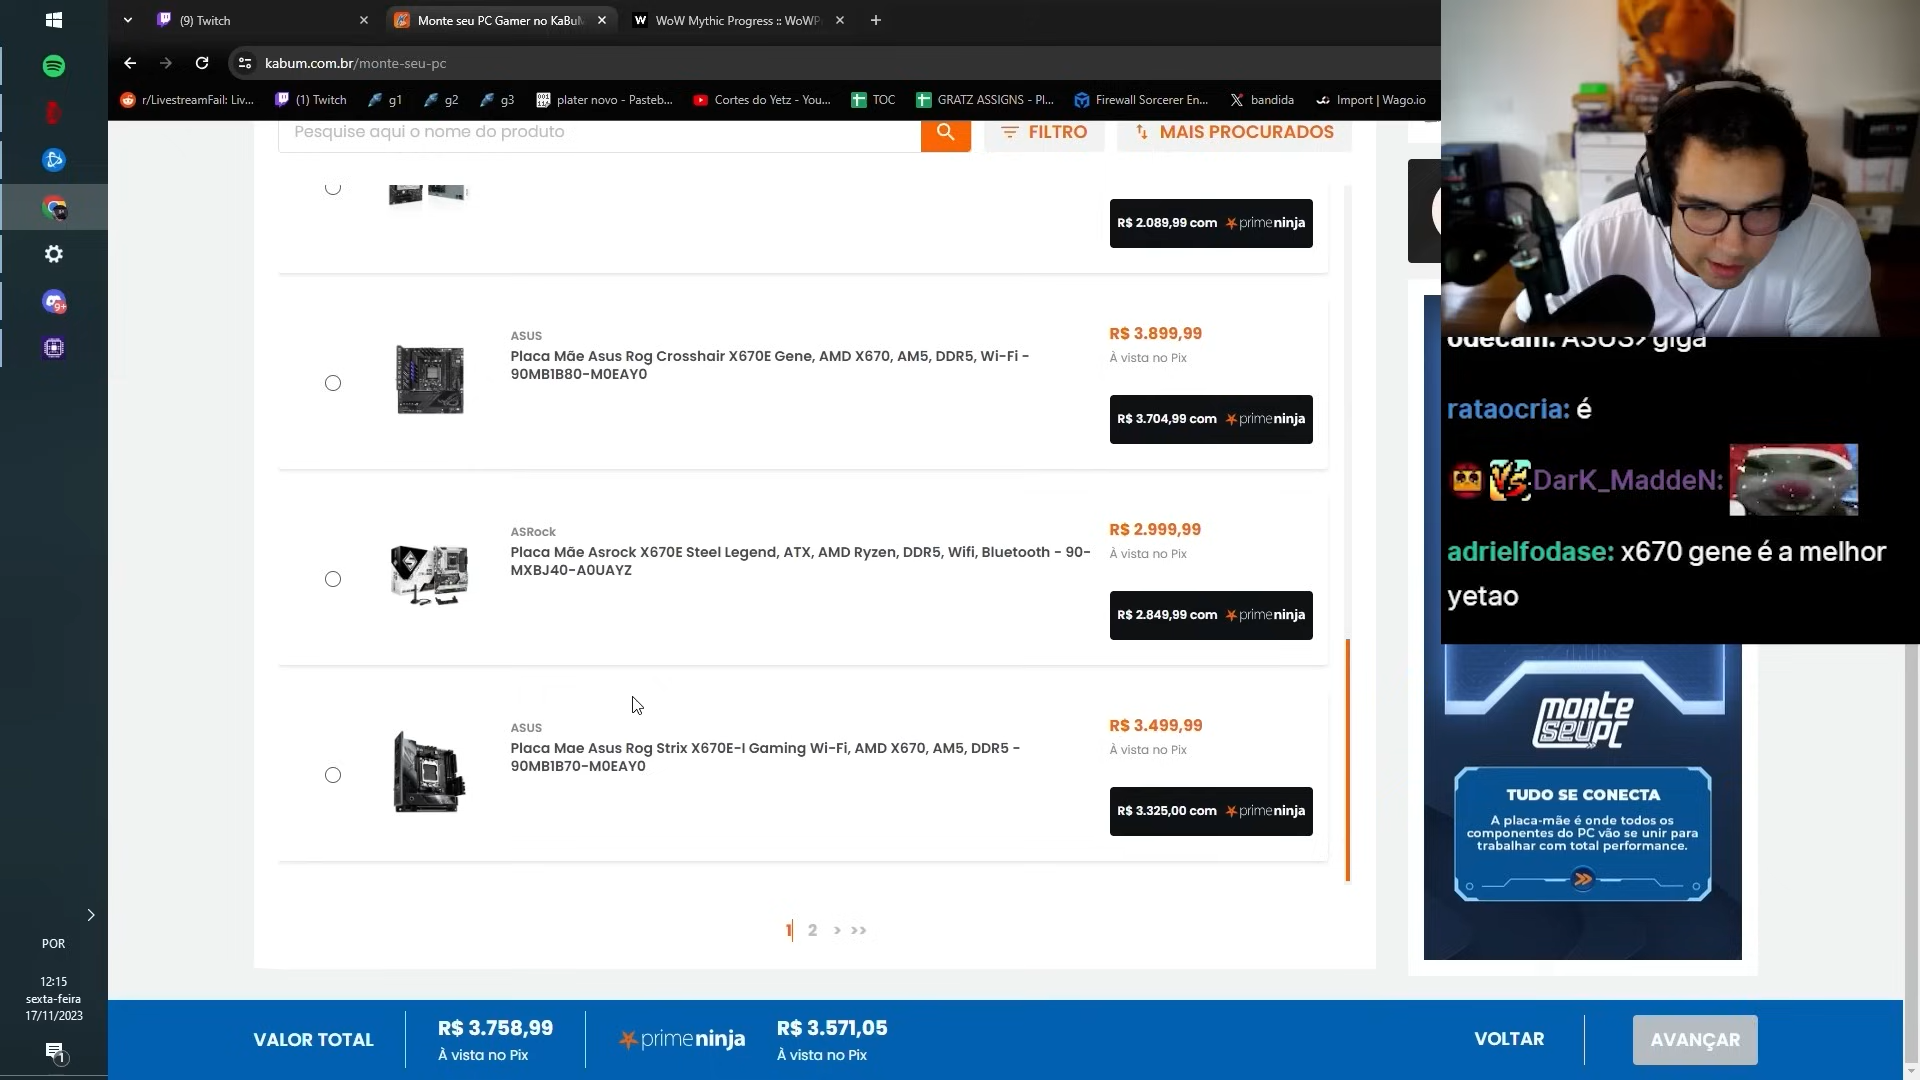 (9) Twitch
Monte seu PC Gamer no KaBuM
WoW Mythic Progress :: WoWP
kabum.com.br/monte-seu-pc
r/LivestreamFail: Liv...
(1) Twitch
g1
g2
g3
plater novo - Pasteb...
Cortes do Yetz - You...
TOC
GRATZ ASSIGNS - Pl...
Firewall Sorcerer En...
bandida
Import | Wago.io
Pesquise aqui o nome do produto
FILTRO
MAIS PROCURADOS
R$ 2.089,99 com primeninja
ASUS
Placa Mãe Asus Rog Crosshair X670E Gene, AMD X670, AM5, DDR5, Wi-Fi -
90MB1B80-M0EAY0
R$ 3.899,99
À vista no Pix
R$ 3.704,99 com primeninja
ASRock
Placa Mãe Asrock X670E Steel Legend, ATX, AMD Ryzen, DDR5, Wifi, Bluetooth - 90-
MXBJ40-A0UAYZ
R$ 2.999,99
À vista no Pix
R$ 2.849,99 com primeninja
ASUS
Placa Mae Asus Rog Strix X670E-I Gaming Wi-Fi, AMD X670, AM5, DDR5 -
90MB1B70-M0EAY0
R$ 3.499,99
À vista no Pix
R$ 3.325,00 com primeninja
1 2 > >>
odecam: ASUS> giga
rataocria: é
DarK_MaddeN:
adrielfodase: x670 gene é a melhor
yetao
monte
seu pc
TUDO SE CONECTA
A placa-mãe é onde todos os
componentes do PC vão se unir para
trabalhar com total performance.
VALOR TOTAL
R$ 3.758,99
À vista no Pix
primeninja
R$ 3.571,05
À vista no Pix
VOLTAR
AVANÇAR
9+
POR
12:15
sexta-feira
17/11/2023
1